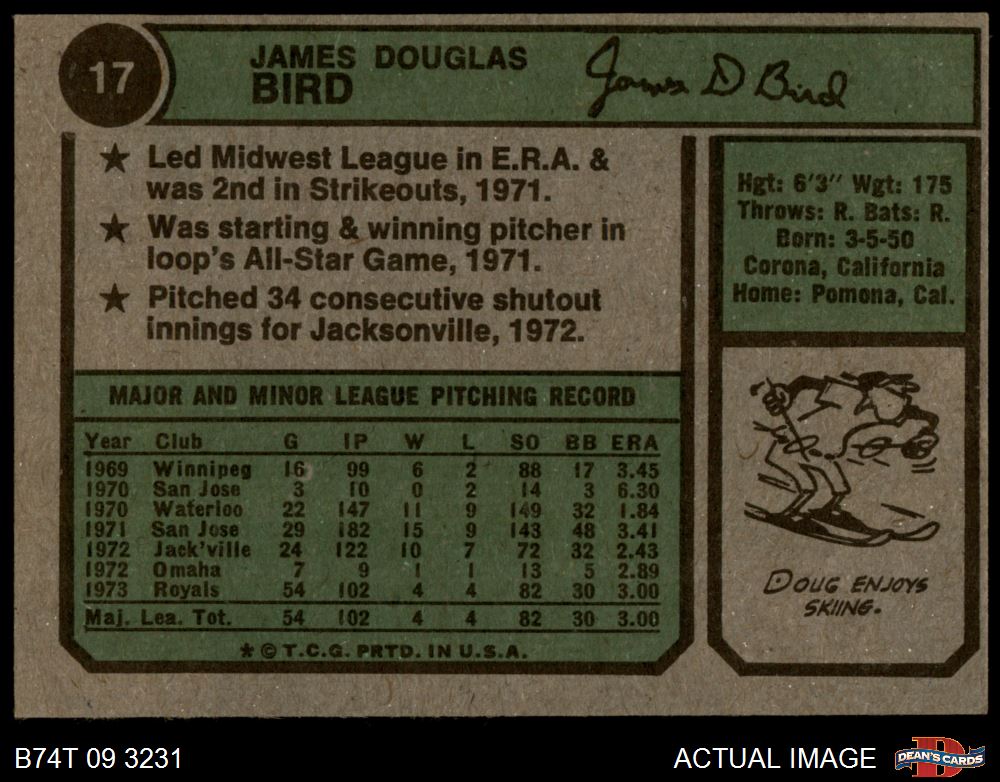 17
JAMES DOUGLAS
BIRD
James D Bird
★ Led Midwest League in E.R.A. &
was 2nd in Strikeouts, 1971.
★ Was starting & winning pitcher in
loop's All-Star Game, 1971.
★ Pitched 34 consecutive shutout
innings for Jacksonville, 1972.
Hgt: 6'3" Wgt: 175
Throws: R. Bats: R.
Born: 3-5-50
Corona, California
Home: Pomona, Cal.
MAJOR AND MINOR LEAGUE PITCHING RECORD
Year Club G IP W L SO BB ERA
1969 Winnipeg 16 99 6 2 88 17 3.45
1970 San Jose 3 10 0 2 14 3 6.30
1970 Waterloo 22 147 11 9 149 32 1.84
1971 San Jose 29 182 15 9 143 48 3.41
1972 Jack'ville 24 122 10 7 72 32 2.43
1972 Omaha 7 9 1 1 13 5 2.89
1973 Royals 54 102 4 4 82 30 3.00
Maj. Lea. Tot. 54 102 4 4 82 30 3.00
* © T.C.G. PRTD. IN U.S.A.
DOUG ENJOYS
SKIING.
B74T 09 3231
ACTUAL IMAGE
D
DEAN'S CARDS